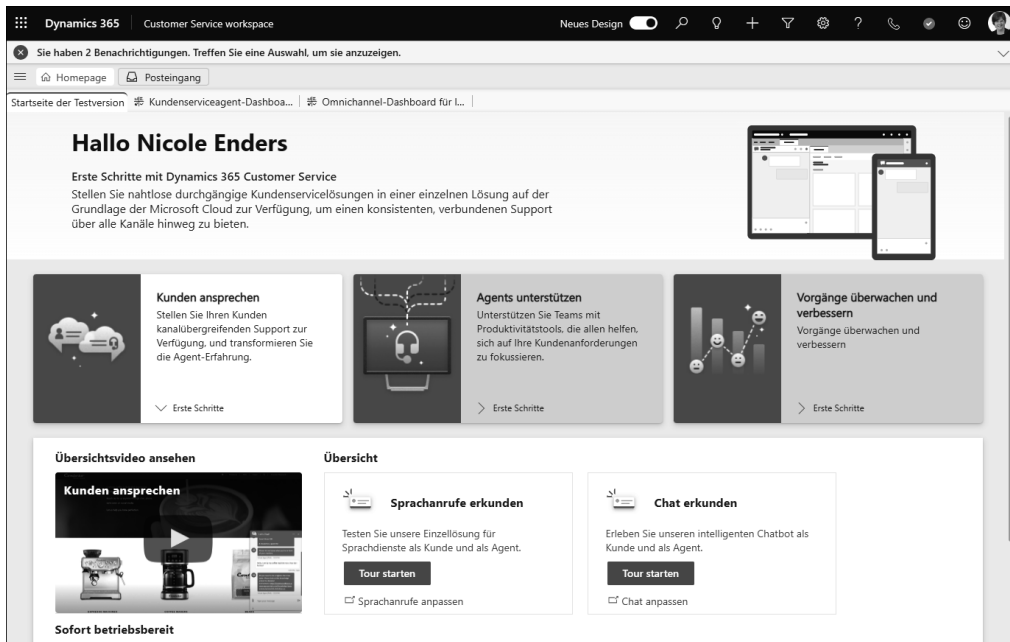 Dynamics 365
Customer Service workspace
Neues Design
Sie haben 2 Benachrichtigungen. Treffen Sie eine Auswahl, um sie anzuzeigen.
Homepage
Posteingang
Startseite der Testversion
Kundenserviceagent-Dashboa...
Omnichannel-Dashboard für I...
Hallo Nicole Enders
Erste Schritte mit Dynamics 365 Customer Service
Stellen Sie nahtlose durchgängige Kundenservicelösungen in einer einzelnen Lösung auf der
Grundlage der Microsoft Cloud zur Verfügung, um einen konsistenten, verbundenen Support
über alle Kanäle hinweg zu bieten.
Kunden ansprechen
Stellen Sie Ihren Kunden
kanalübergreifenden Support zur
Verfügung, und transformieren Sie
die Agent-Erfahrung.
Erste Schritte
Agents unterstützen
Unterstützen Sie Teams mit
Produktivitätstools, die allen helfen,
sich auf Ihre Kundenanforderungen
zu fokussieren.
Erste Schritte
Vorgänge überwachen und
verbessern
Vorgänge überwachen und
verbessern
Erste Schritte
Übersichtsvideo ansehen
Kunden ansprechen
Übersicht
Sprachanrufe erkunden
Testen Sie unsere Einzellösung für
Sprachdienste als Kunde und als Agent.
Tour starten
Sprachanrufe anpassen
Chat erkunden
Erleben Sie unseren intelligenten Chatbot als
Kunde und als Agent.
Tour starten
Chat anpassen
Sofort betriebsbereit